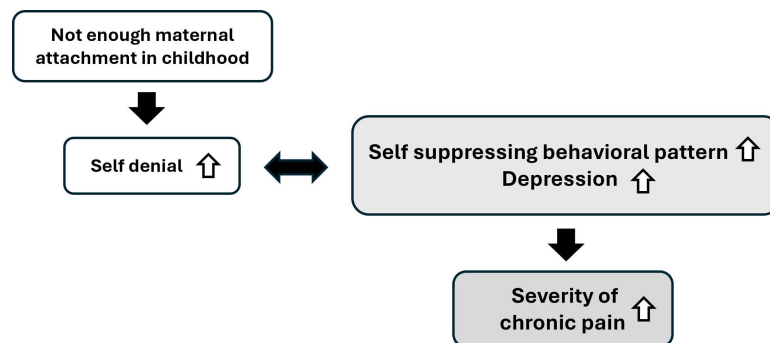 Not enough maternal
attachment in childhood
Self denial
Self suppressing behavioral pattern
Depression
Severity of
chronic pain